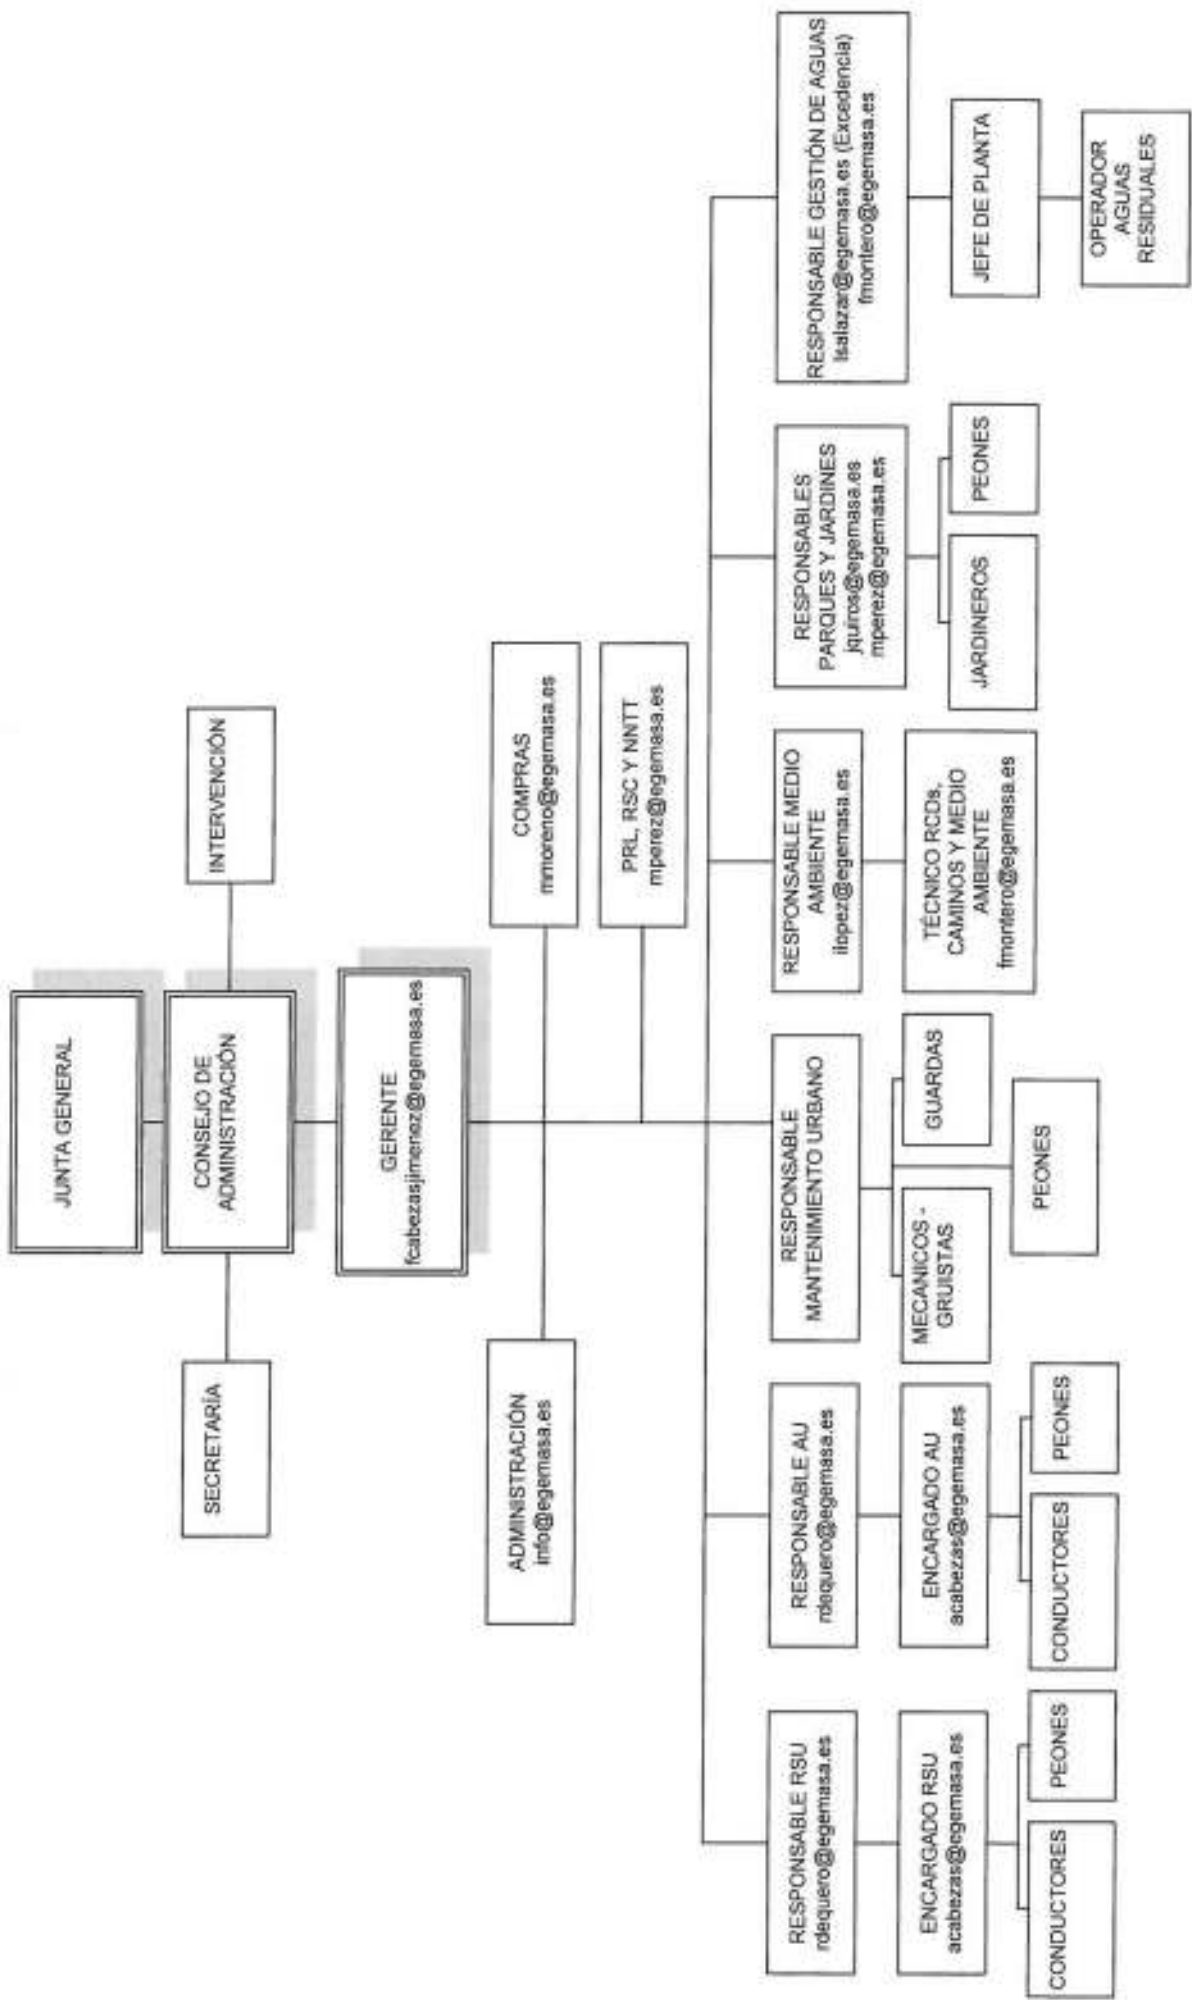 JUNTA GENERAL
SECRETARÍA
CONSEJO DE
ADMINISTRACIÓN
INTERVENCIÓN
GERENTE
fcabezasjimenez@egemasa.es
ADMINISTRACIÓN
info@egemasa.es
COMPRAS
mmoreno@egemasa.es
PRL, RSC Y NNTT
mperez@egemasa.es
RESPONSABLE RSU
rdequero@egemasa.es
ENCARGADO RSU
acabezas@egemasa.es
CONDUCTORES
PEONES
RESPONSABLE AU
rdequero@egemasa.es
ENCARGADO AU
acabezas@egemasa.es
CONDUCTORES
PEONES
RESPONSABLE
MANTENIMIENTO URBANO
MECANICOS -
GRUISTAS
GUARDAS
PEONES
RESPONSABLE MEDIO
AMBIENTE
ilopez@egemasa.es
TÉCNICO RCDs,
CAMINOS Y MEDIO
AMBIENTE
fmontero@egemasa.es
RESPONSABLES
PARQUES Y JARDINES
jquiros@egemasa.es
mperez@egemasa.es
JARDINEROS
PEONES
RESPONSABLE GESTIÓN DE AGUAS
lsalazar@egemasa.es (Excedencia)
fmontero@egemasa.es
JEFE DE PLANTA
OPERADOR
AGUAS
RESIDUALES